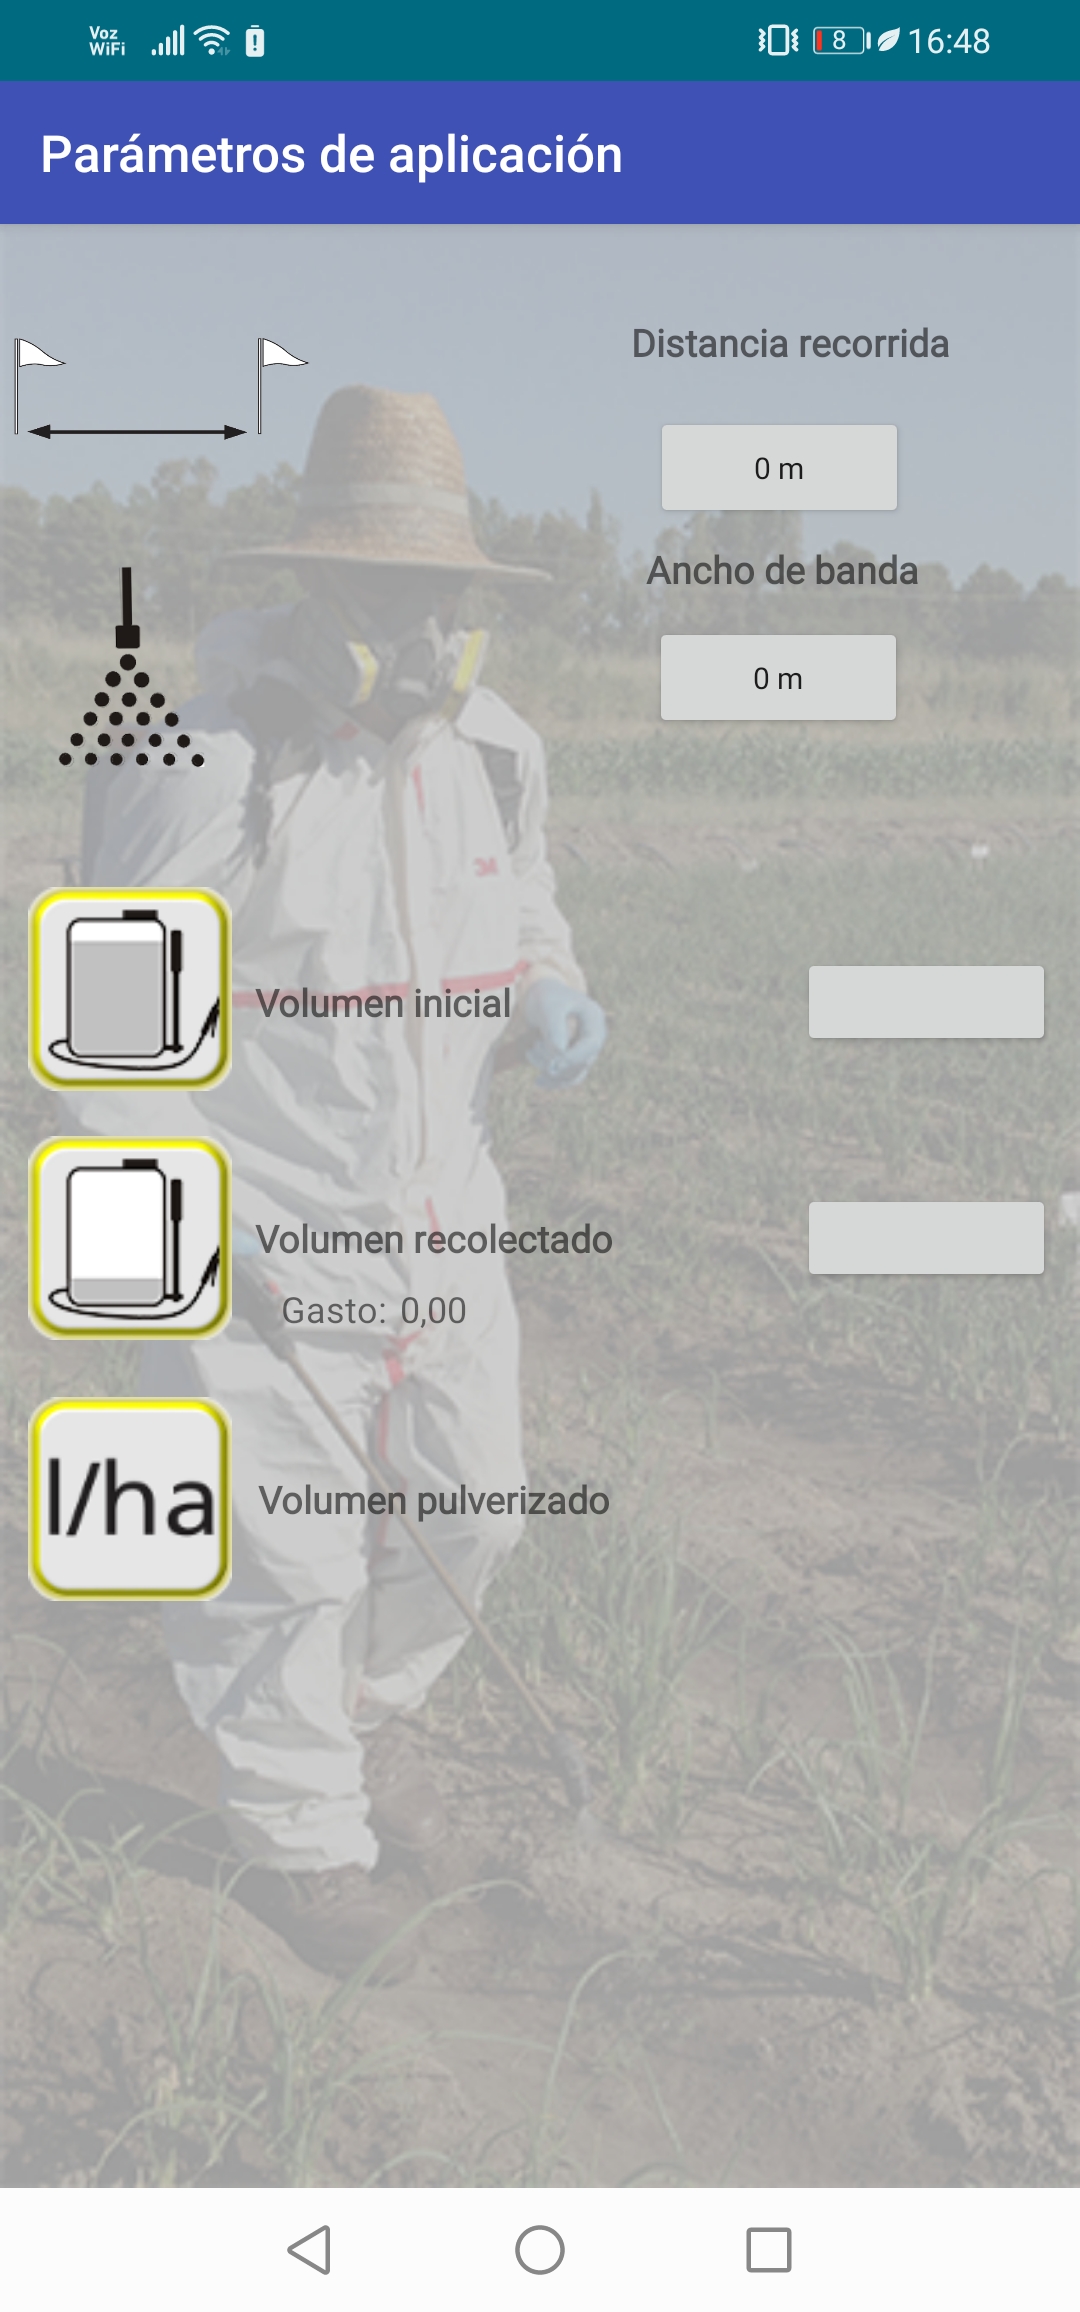 Voz
WiFi
8
16:48
Parámetros de aplicación
Distancia recorrida
0 m
Ancho de banda
0 m
3M
Volumen inicial
Volumen recolectado
Gasto: 0,00
l/ha
Volumen pulverizado